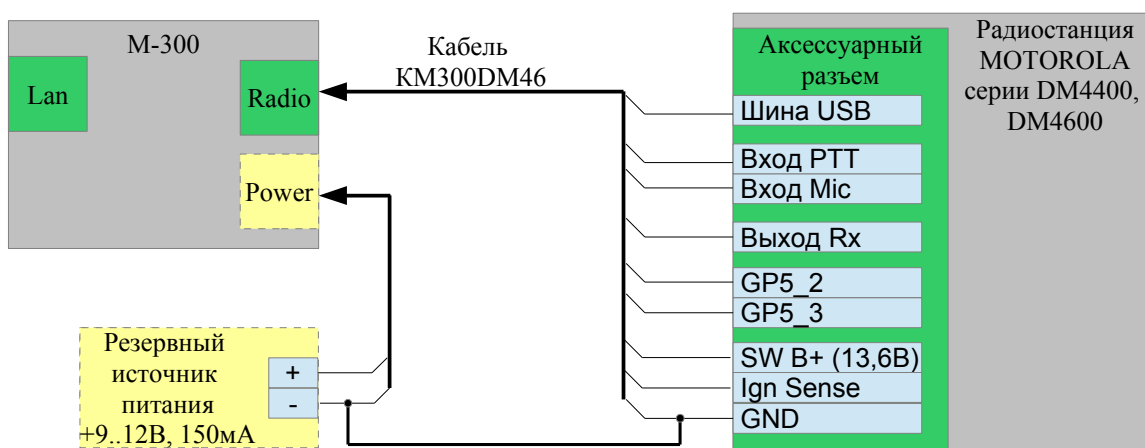 М-300
Lan
Radio
Power
Кабель
КМ300DM46
Резервный
источник
питания
+9..12В, 150мА
+
-
Аксессуарный
разъем
Шина USB
Вход PTT
Вход Mic
Выход Rx
GP5_2
GP5_3
SW B+ (13,6В)
Ign Sense
GND
Радиостанция
MOTOROLA
серии DM4400,
DM4600